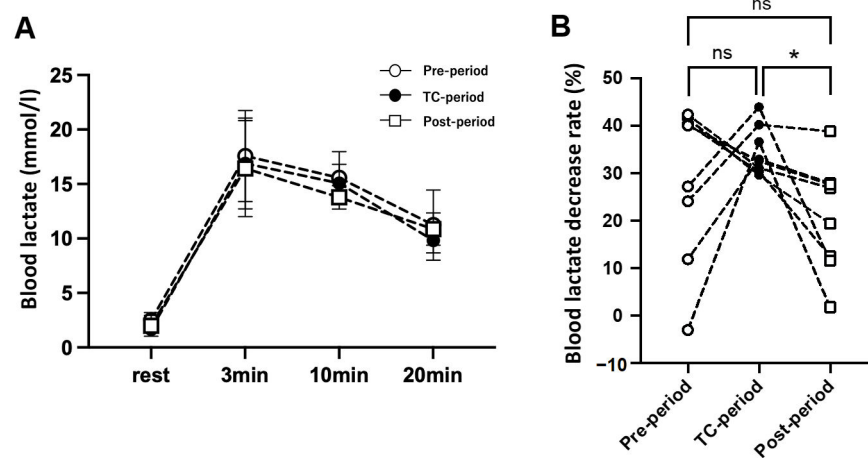 A
Blood lactate (mmol/l)
25
20
15
10
5
0
rest
3min
10min
20min
Pre-period
TC-period
Post-period
B
Blood lactate decrease rate (%)
ns
ns
*
50
40
30
20
10
0
−10
Pre-period
TC-period
Post-period